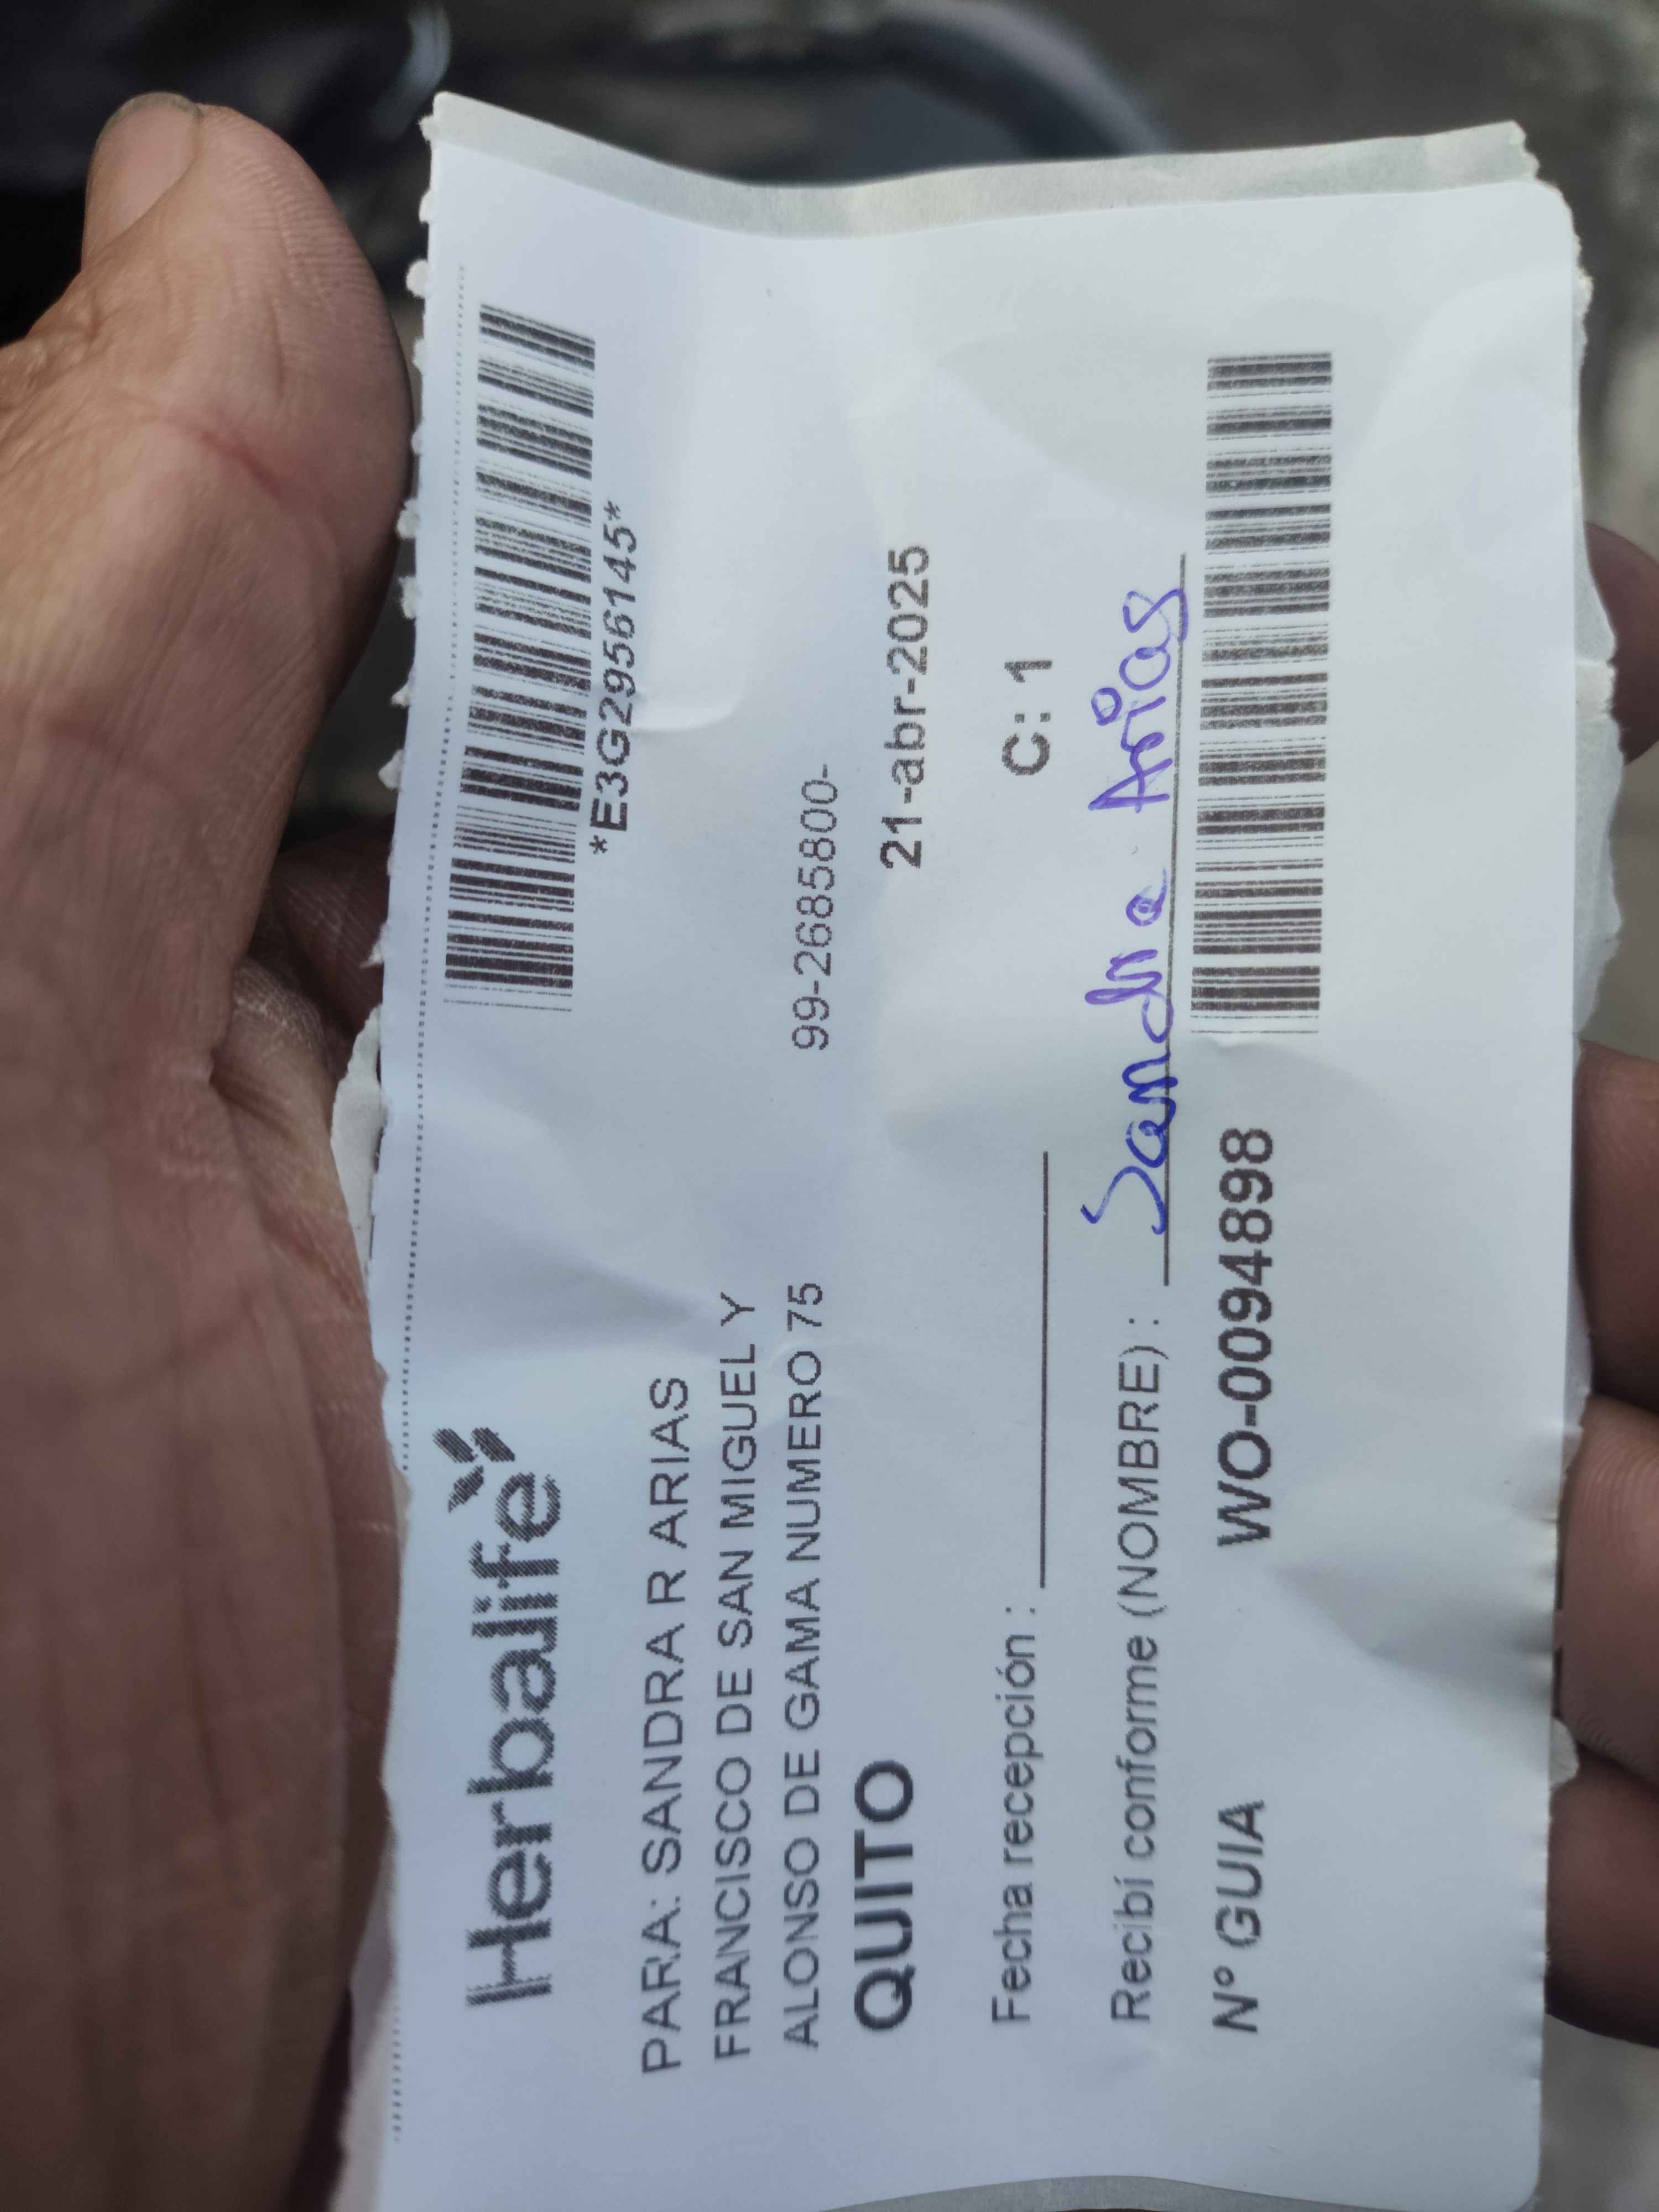 Herbalife
*E3G2956145*
PARA: SANDRA R ARIAS
FRANCISCO DE SAN MIGUEL Y
ALONSO DE GAMA NUMERO 75 99-2685800-
QUITO 21-abr-2025
Fecha recepción : C: 1
Recibí conforme (NOMBRE) : Sandra Arias
Nº GUIA WO-0094898